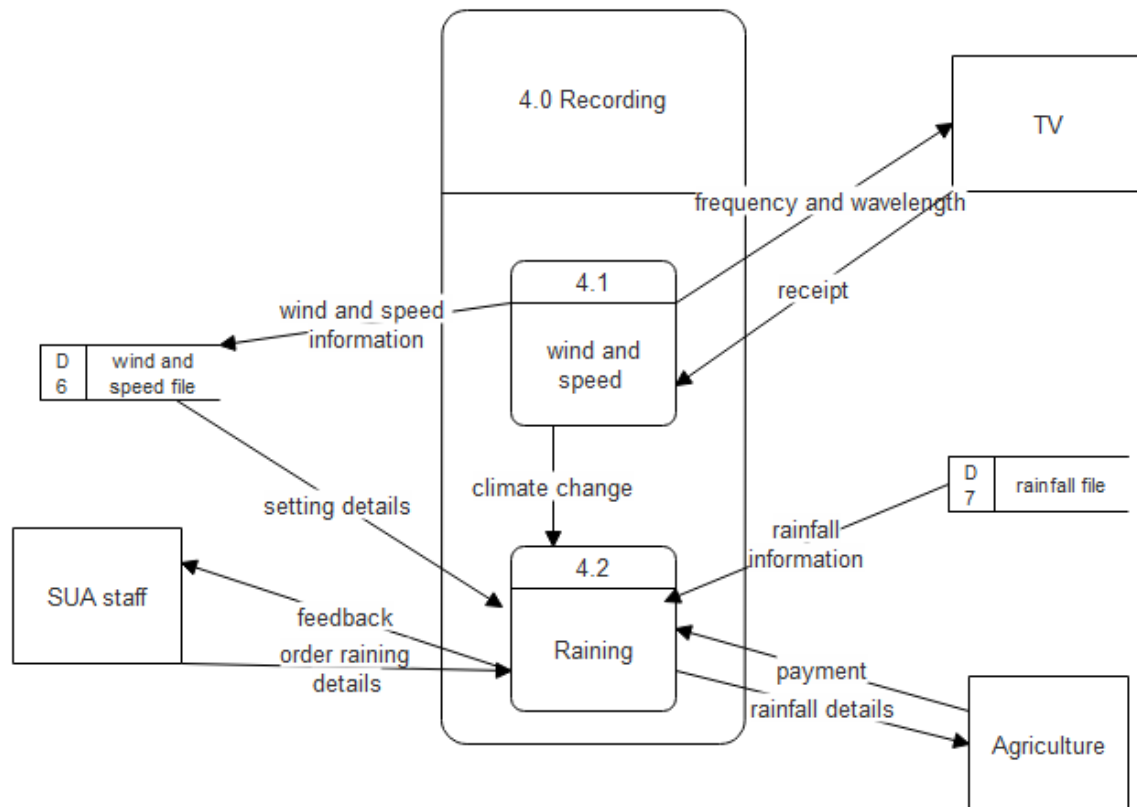 4.0 Recording
TV
frequency and wavelength
4.1
receipt
wind and speed
information
wind and
speed
D
6
wind and
speed file
climate change
D
7
rainfall file
setting details
rainfall
information
4.2
SUA staff
feedback
Raining
order raining
details
payment
rainfall details
Agriculture